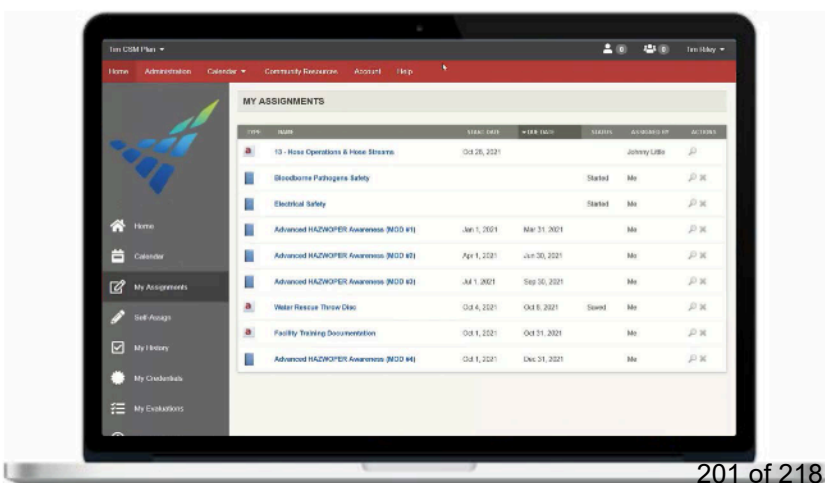 Tim CSM Plan
0 0 Tim Riley
Home Administration Calendar Community Resources Account Help
MY ASSIGNMENTS
TYPE NAME START DATE DUE DATE STATUS ASSIGNED BY ACTIONS
13 - Hose Operations & Hose Streams Oct 28, 2021 Johnny Little
Bloodborne Pathogens Safety Started Me
Electrical Safety Started Me
Advanced HAZWOPER Awareness (MOD #1) Jan 1, 2021 Mar 31, 2021 Me
Advanced HAZWOPER Awareness (MOD #2) Apr 1, 2021 Jun 30, 2021 Me
Advanced HAZWOPER Awareness (MOD #3) Jul 1, 2021 Sep 30, 2021 Me
Water Rescue Throw Disc Oct 4, 2021 Oct 8, 2021 Saved Me
Facility Training Documentation Oct 1, 2021 Oct 31, 2021 Me
Advanced HAZWOPER Awareness (MOD #4) Oct 1, 2021 Dec 31, 2021 Me
Home
Calendar
My Assignments
Self-Assign
My History
My Credentials
My Evaluations
201 of 218